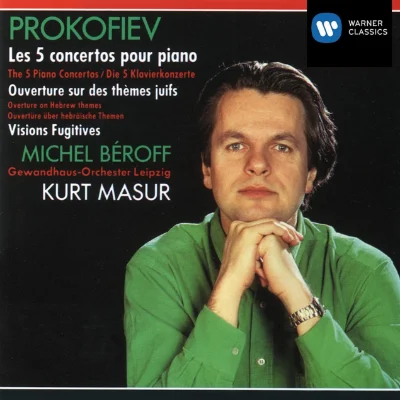 PROKOFIEV
WARNER
CLASSICS
Les 5 concertos pour piano
The 5 Piano Concertos / Die 5 Klavierkonzerte
Ouverture sur des thèmes juifs
Overture on Hebrew themes
Ouvertüre über hebräische Themen
Visions Fugitives
MICHEL BÉROFF
Gewandhaus-Orchester Leipzig
KURT MASUR